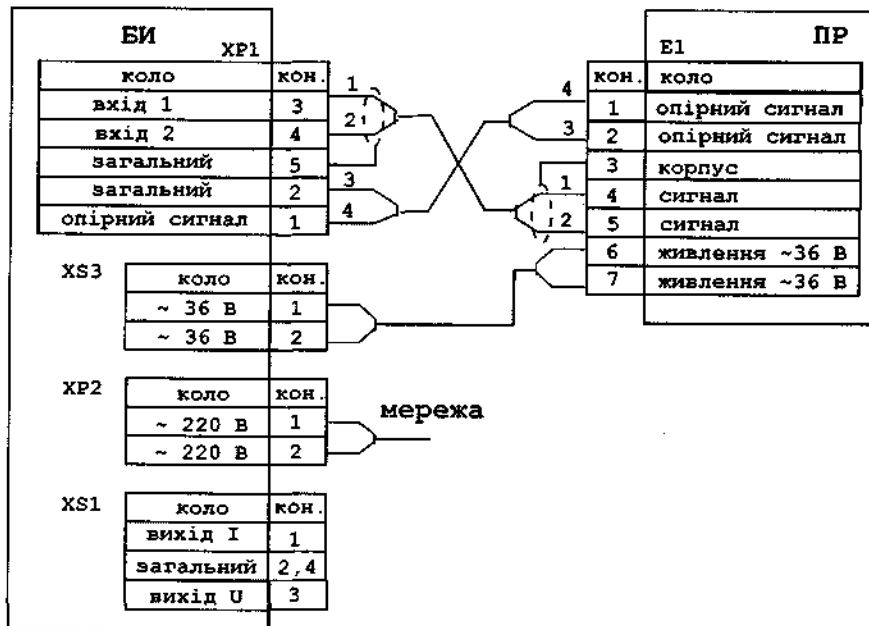 БИ
XP1
коло кон.
вхід 1 3
вхід 2 4
загальний 5
загальний 2
опірний сигнал 1
1
2
3
4
ПР
E1
кон. коло
1 опірний сигнал
2 опірний сигнал
3 корпус
4 сигнал
5 сигнал
6 живлення ~36 В
7 живлення ~36 В
4
3
1
2
XS3
коло кон.
~ 36 В 1
~ 36 В 2
XP2
коло кон.
~ 220 В 1
~ 220 В 2
мережа
XS1
коло кон.
вихід I 1
загальний 2,4
вихід U 3